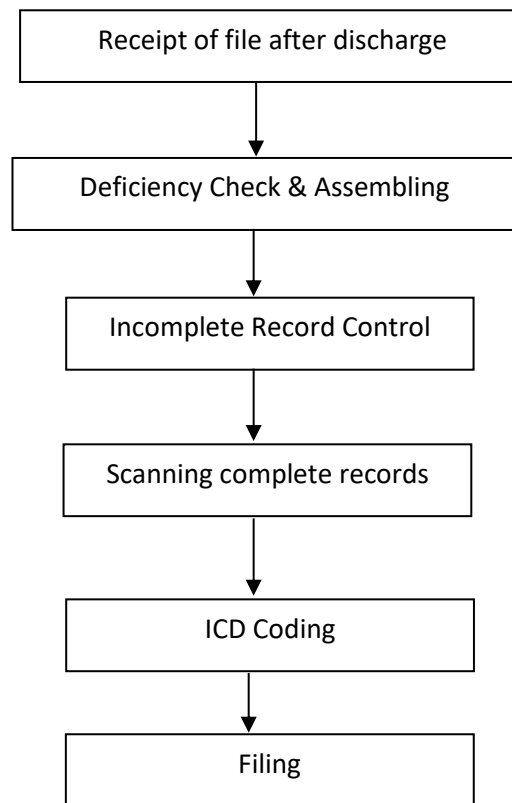 Receipt of file after discharge
Deficiency Check & Assembling
Incomplete Record Control
Scanning complete records
ICD Coding
Filing